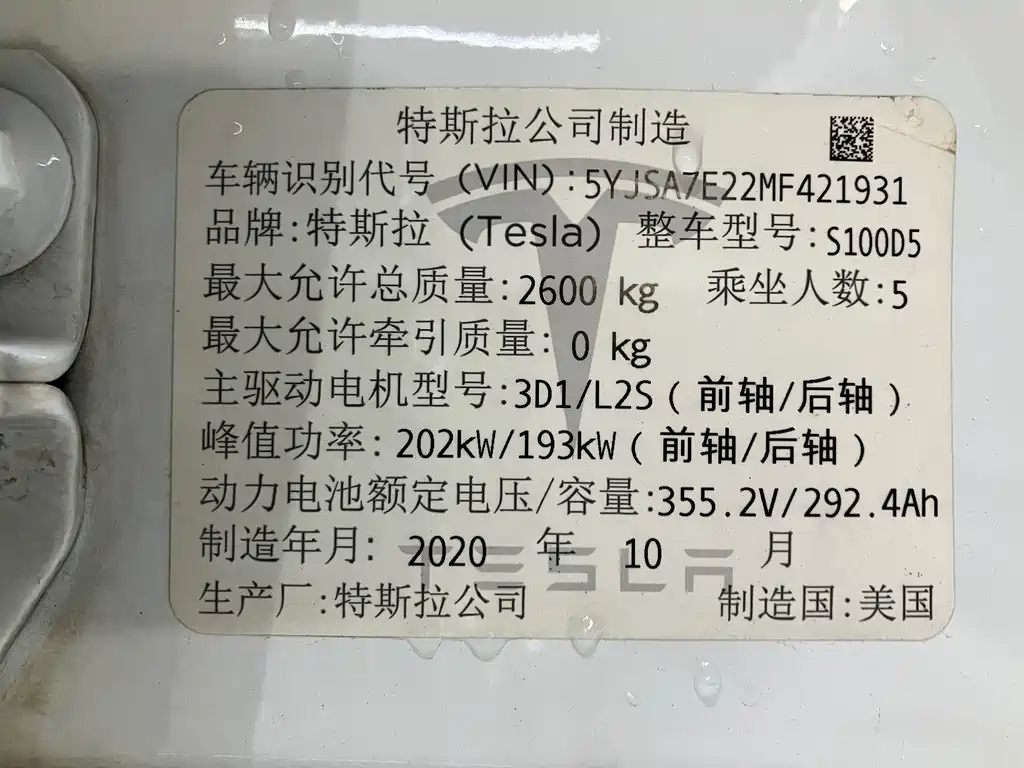 特斯拉公司制造
车辆识别代号（VIN）:5YJSA7E22MF421931
品牌:特斯拉（Tesla） 整车型号:S100D5
最大允许总质量:2600 kg 乘坐人数:5
最大允许牵引质量: 0 kg
主驱动电机型号:3D1/L2S（前轴/后轴）
峰值功率: 202kW/193kW（前轴/后轴）
动力电池额定电压/容量:355.2V/292.4Ah
制造年月: 2020 年 10 月
TESLA
生产厂:特斯拉公司 制造国:美国